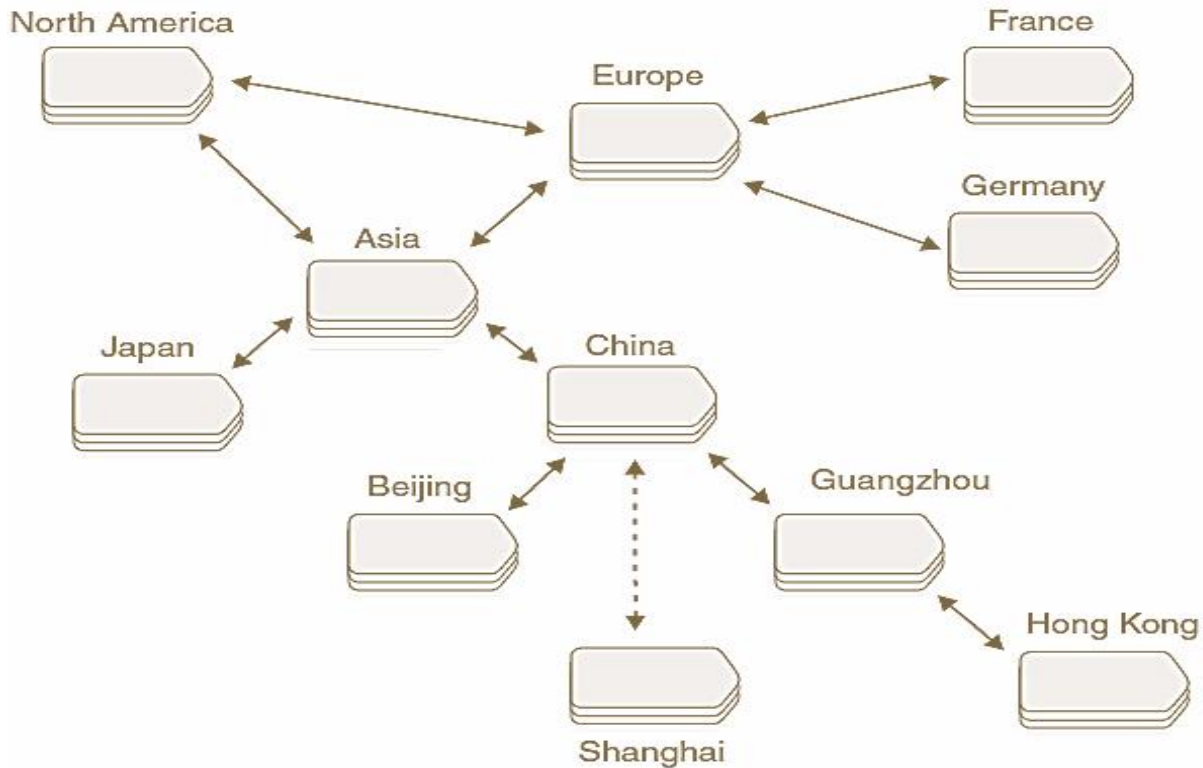 North America
France
Europe
Germany
Asia
Japan
China
Beijing
Guangzhou
Hong Kong
Shanghai